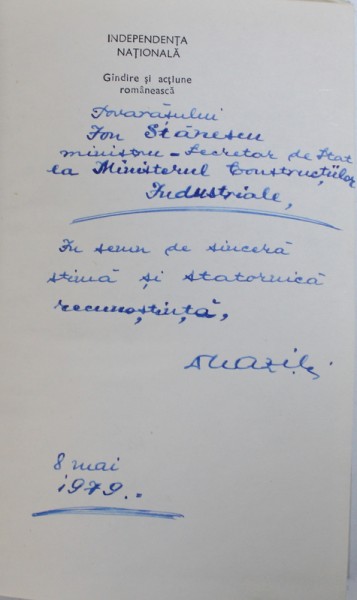 INDEPENDENȚA
NAȚIONALĂ
Gîndire și acțiune
românească
Tovarășului
Ion Stănescu
ministru - Secretar de Stat
la Ministerul Construcțiilor
Industriale,
În semn de sinceră
stimă și statornică
recunoștință,
8 mai
1979..